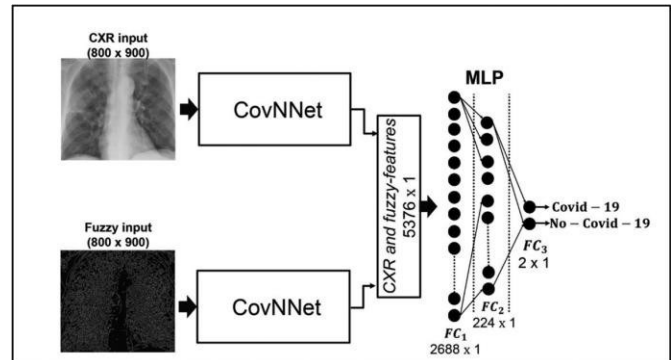 CXR input
(800 x 900)
CovNNet
Fuzzy input
(800 x 900)
CovNNet
CXR and fuzzy-features
5376 x 1
MLP
FC₁
2688 x 1
FC₂
224 x 1
Covid – 19
No – Covid – 19
FC₃
2 x 1